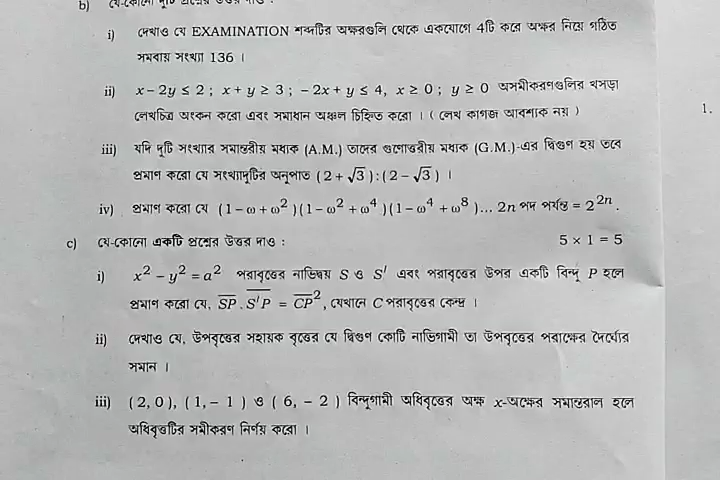 b) যে-কোনো দুটি প্রশ্নের উত্তর দাও :
i) দেখাও যে EXAMINATION শব্দটির অক্ষরগুলি থেকে একযোগে 4টি করে অক্ষর নিয়ে গঠিত
সমবায় সংখ্যা 136 ।
ii) x – 2y ≤ 2 ; x + y ≥ 3 ; – 2x + y ≤ 4, x ≥ 0 ; y ≥ 0 অসমীকরণগুলির খসড়া
লেখচিত্র অংকন করো এবং সমাধান অঞ্চল চিহ্নিত করো । ( লেখ কাগজ আবশ্যক নয় )
1.
iii) যদি দুটি সংখ্যার সমান্তরীয় মধ্যক (A.M.) তাদের গুণোত্তরীয় মধ্যক (G.M.)-এর দ্বিগুণ হয় তবে
প্রমাণ করো যে সংখ্যাদুটির অনুপাত ( 2 + √3 ) : ( 2 – √3 ) ।
iv) প্রমাণ করো যে (1 – ω + ω²)(1 – ω² + ω⁴)(1 – ω⁴ + ω⁸)... 2n পদ পর্যন্ত = 2²ⁿ.
c) যে-কোনো একটি প্রশ্নের উত্তর দাও : 5 × 1 = 5
i) x² – y² = a² পরাবৃত্তের নাভিদ্বয় S ও S′ এবং পরাবৃত্তের উপর একটি বিন্দু P হলে
প্রমাণ করো যে, S̅P̅ . S̅′̅P̅ = C̅P̅², যেখানে C পরাবৃত্তের কেন্দ্র ।
ii) দেখাও যে, উপবৃত্তের সহায়ক বৃত্তের যে দ্বিগুণ কোটি নাভিগামী তা উপবৃত্তের পরাক্ষের দৈর্ঘ্যের
সমান ।
iii) ( 2, 0 ), ( 1, – 1 ) ও ( 6, – 2 ) বিন্দুগামী অধিবৃত্তের অক্ষ x-অক্ষের সমান্তরাল হলে
অধিবৃত্তটির সমীকরণ নির্ণয় করো ।